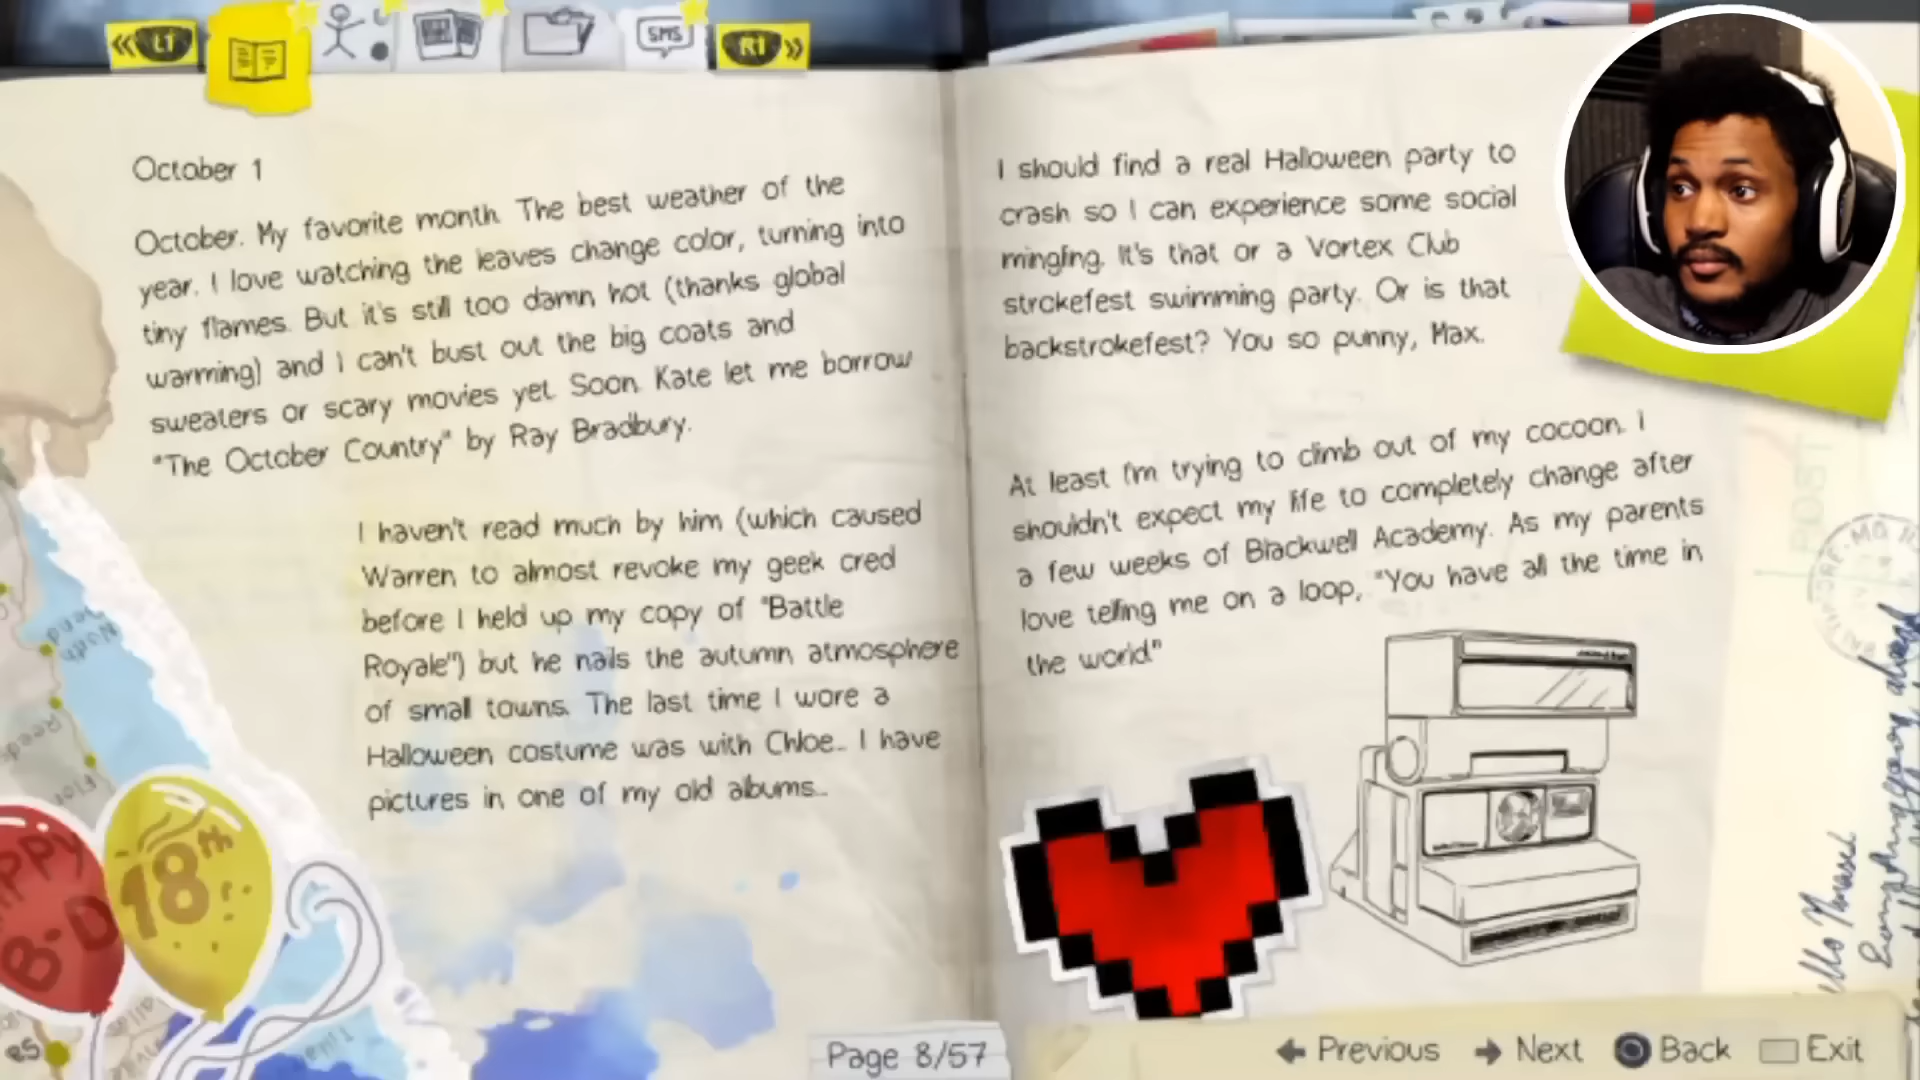 L1
SMS
R1
October 1
October. My favorite month. The best weather of the
year. I love watching the leaves change color, turning into
tiny flames. But it's still too damn hot (thanks global
warming) and I can't bust out the big coats and
sweaters or scary movies yet. Soon. Kate let me borrow
"The October Country" by Ray Bradbury.
I haven't read much by him (which caused
Warren to almost revoke my geek cred
before I held up my copy of "Battle
Royale") but he nails the autumn atmosphere
of small towns. The last time I wore a
Halloween costume was with Chloe... I have
pictures in one of my old albums...
I should find a real Halloween party to
crash so I can experience some social
mingling. It's that or a Vortex Club
strokefest swimming party. Or is that
backstrokefest? You so punny, Max.
At least I'm trying to climb out of my cocoon. I
shouldn't expect my life to completely change after
a few weeks of Blackwell Academy. As my parents
love telling me on a loop, "You have all the time in
the world."
B-D
18th
POST
Page 8/57
Previous
Next
Back
Exit